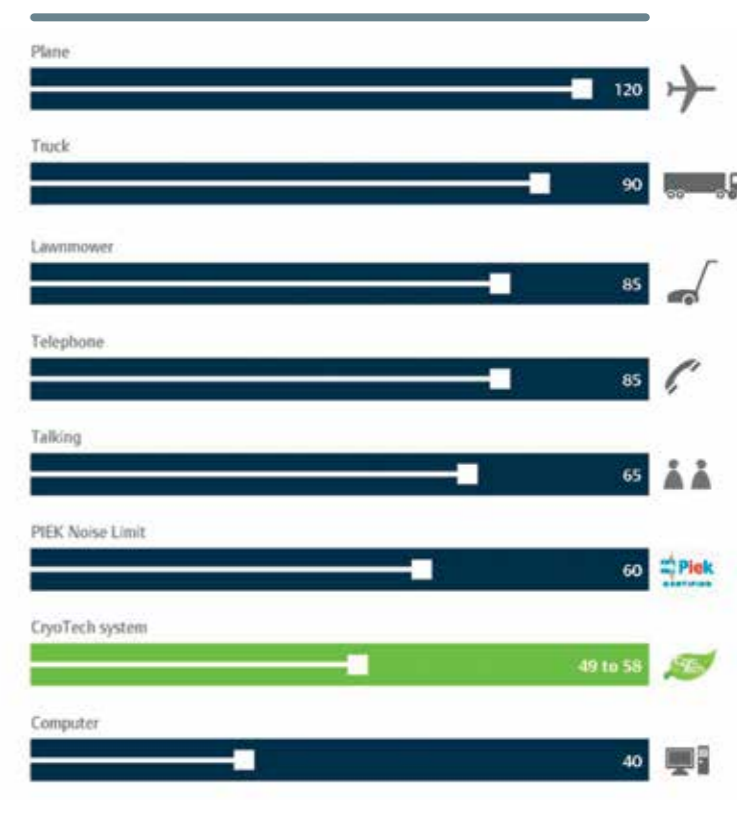 Plane
120
Truck
90
Lawnmower
85
Telephone
85
Talking
65
PIEK Noise Limit
60
Piek
CERTIFIED
CryoTech system
49 to 58
Computer
40